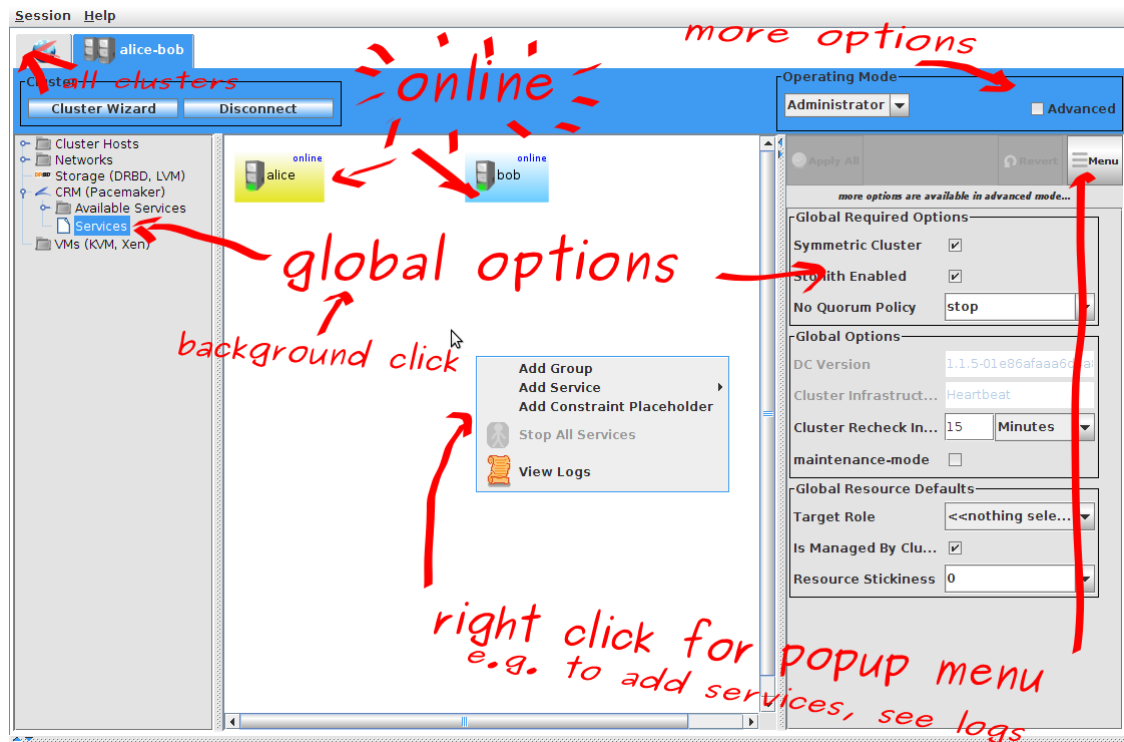 Session Help
more options
alice-bob
all clusters
Cluster
Cluster Wizard Disconnect
online
Operating Mode
Administrator
Advanced
Cluster Hosts
Networks
Storage (DRBD, LVM)
CRM (Pacemaker)
Available Services
Services
VMs (KVM, Xen)
online
alice
online
bob
Apply All Revert Menu
more options are available in advanced mode...
Global Required Options
Symmetric Cluster
Stonith Enabled
No Quorum Policy stop
global options
background click
Add Group
Add Service
Add Constraint Placeholder
Stop All Services
View Logs
Global Options
DC Version
Cluster Infrastruct... Heartbeat
Cluster Recheck In... 15 Minutes
maintenance-mode
Global Resource Defaults
Target Role <<nothing sele...
Is Managed By Clu...
Resource Stickiness 0
right click for popup menu
e.g. to add services, see logs